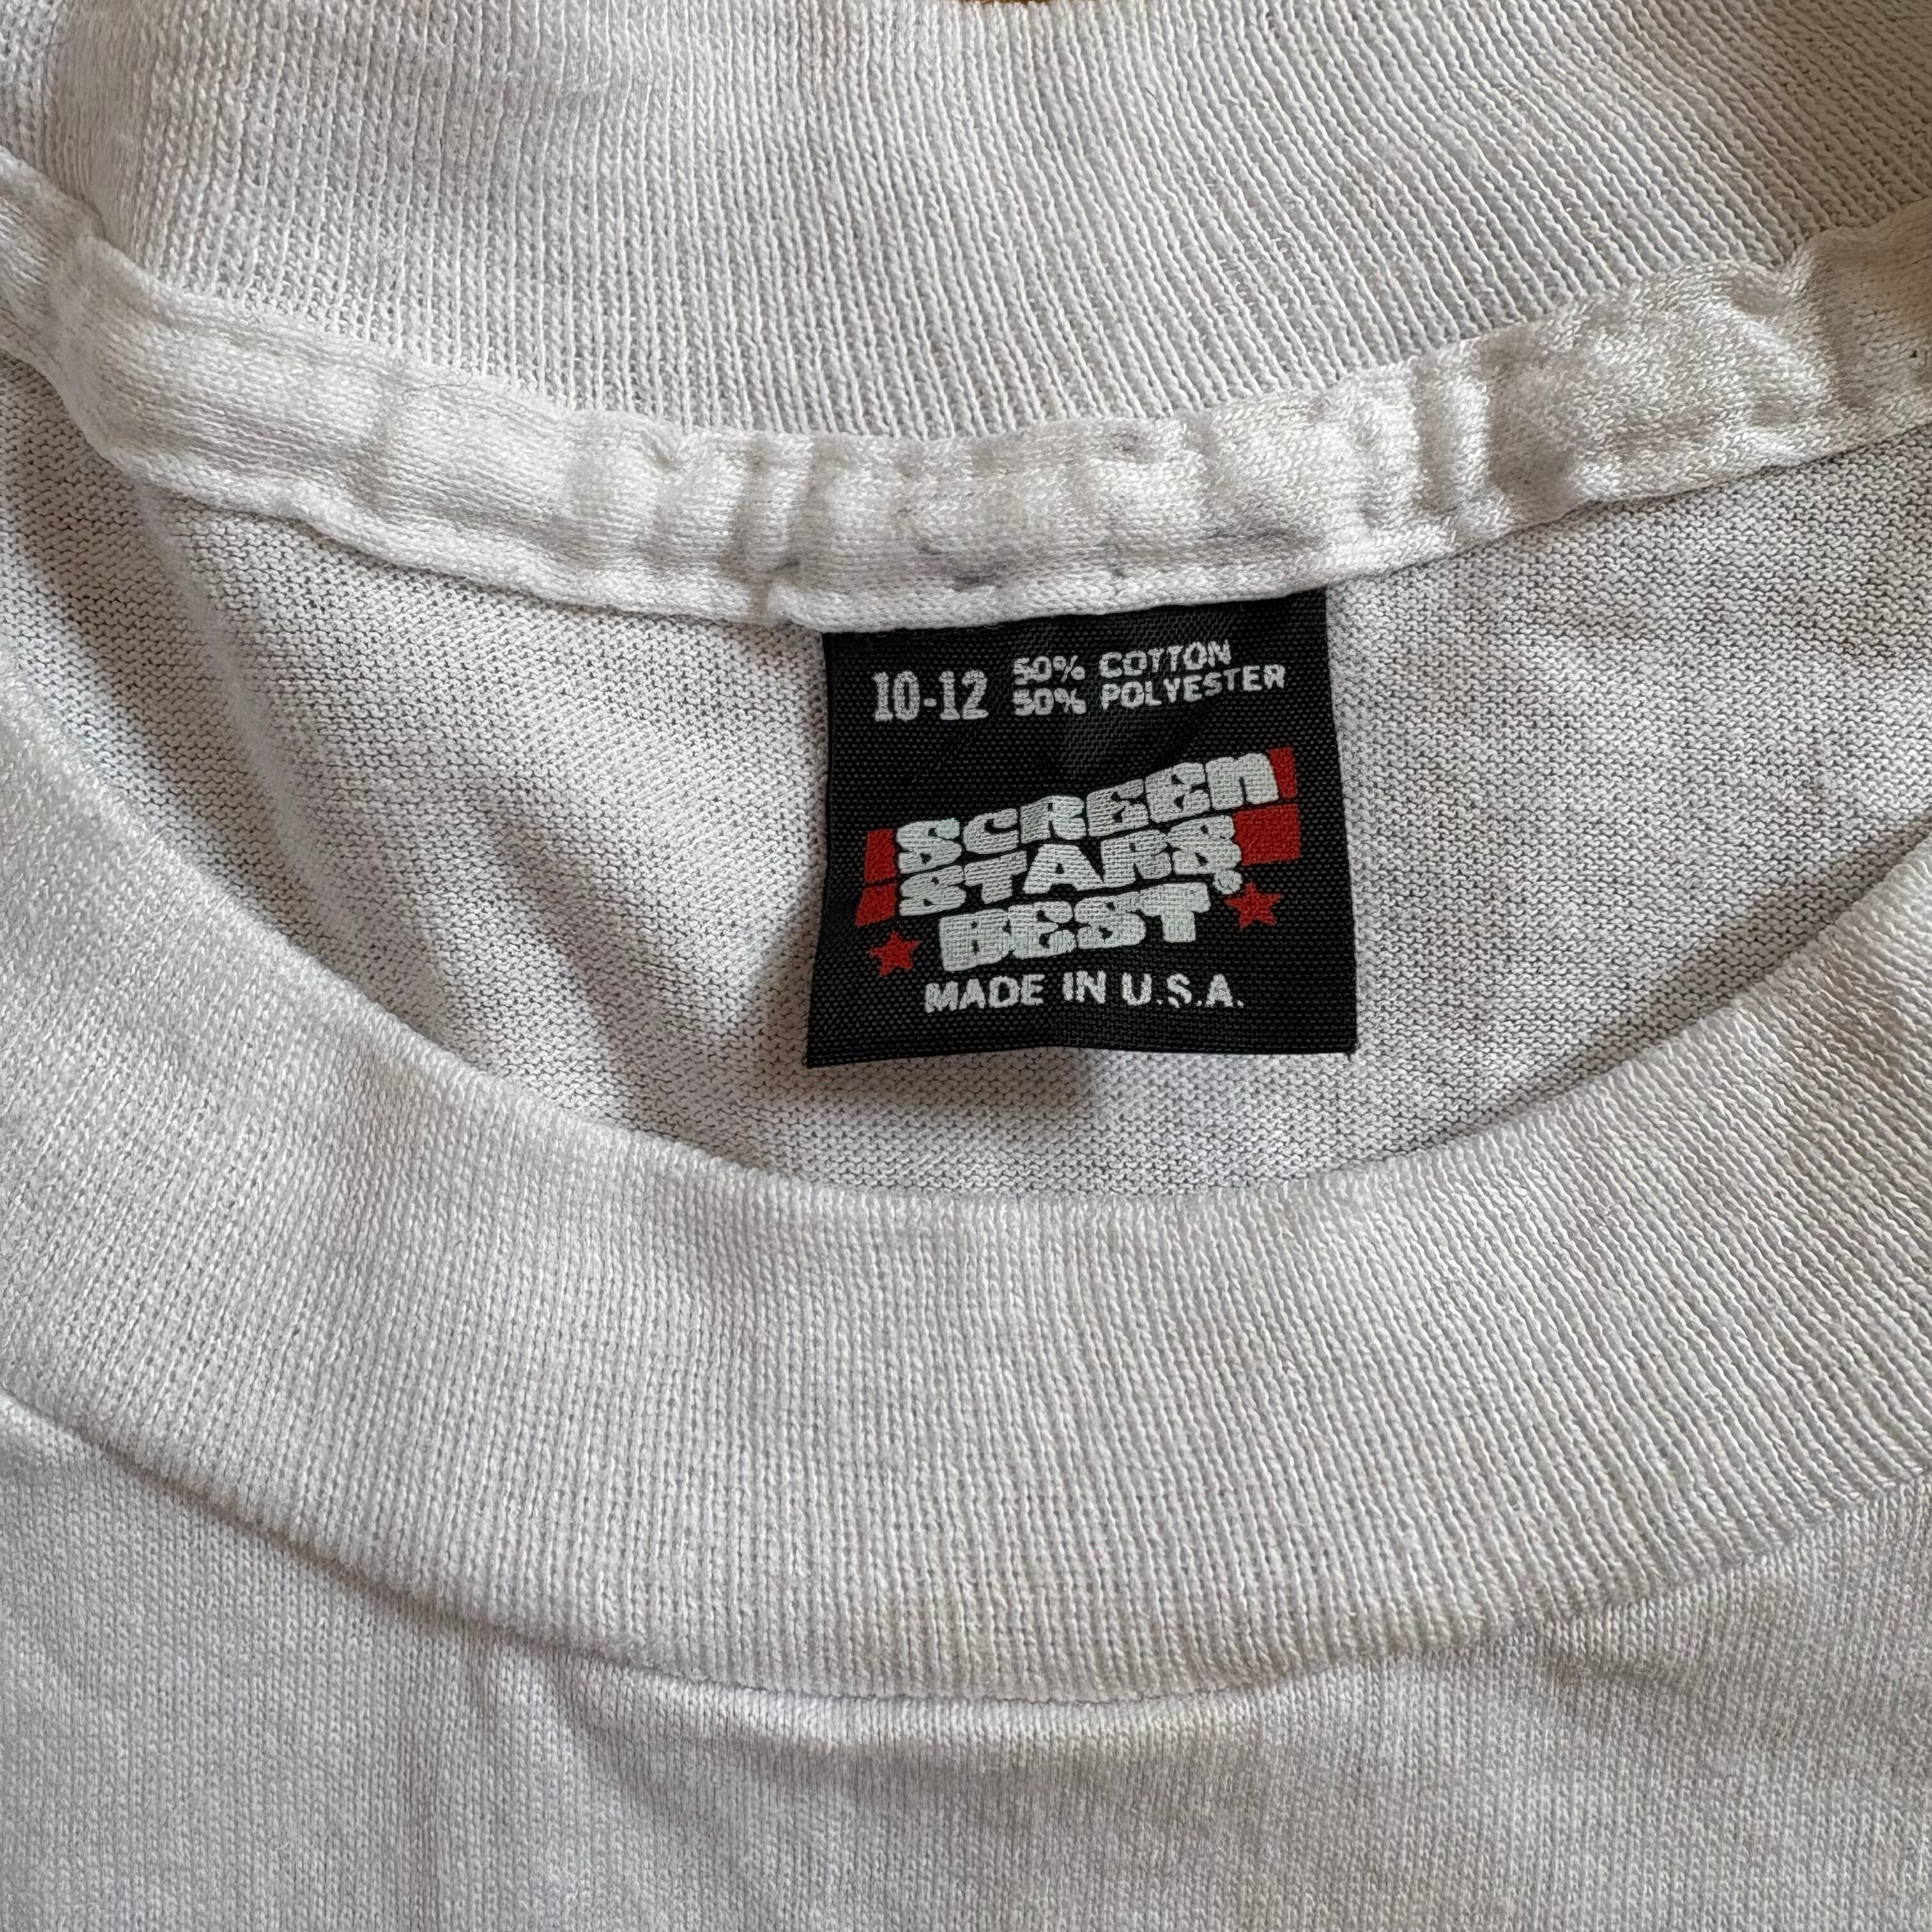 10-12 50% COTTON
50% POLYESTER
SCREEN
STARS®
BEST
MADE IN U.S.A.